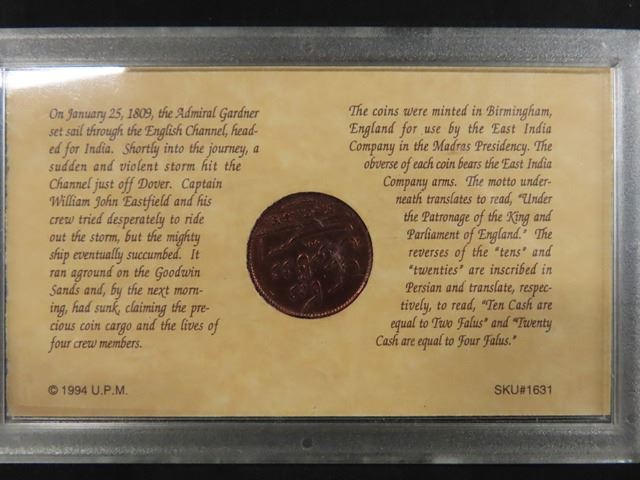 On January 25, 1809, the Admiral Gardner
set sail through the English Channel, head-
ed for India. Shortly into the journey, a
sudden and violent storm hit the
Channel just off Dover. Captain
William John Eastfield and his
crew tried desperately to ride
out the storm, but the mighty
ship eventually succumbed. It
ran aground on the Goodwin
Sands and, by the next morn-
ing, had sunk, claiming the pre-
cious coin cargo and the lives of
four crew members.
© 1994 U.P.M.
The coins were minted in Birmingham,
England for use by the East India
Company in the Madras Presidency. The
obverse of each coin bears the East India
Company arms. The motto under-
neath translates to read, "Under
the Patronage of the King and
Parliament of England." The
reverses of the "tens" and
"twenties" are inscribed in
Persian and translate, respec-
tively, to read, "Ten Cash are
equal to Two Falus" and "Twenty
Cash are equal to Four Falus."
SKU#1631